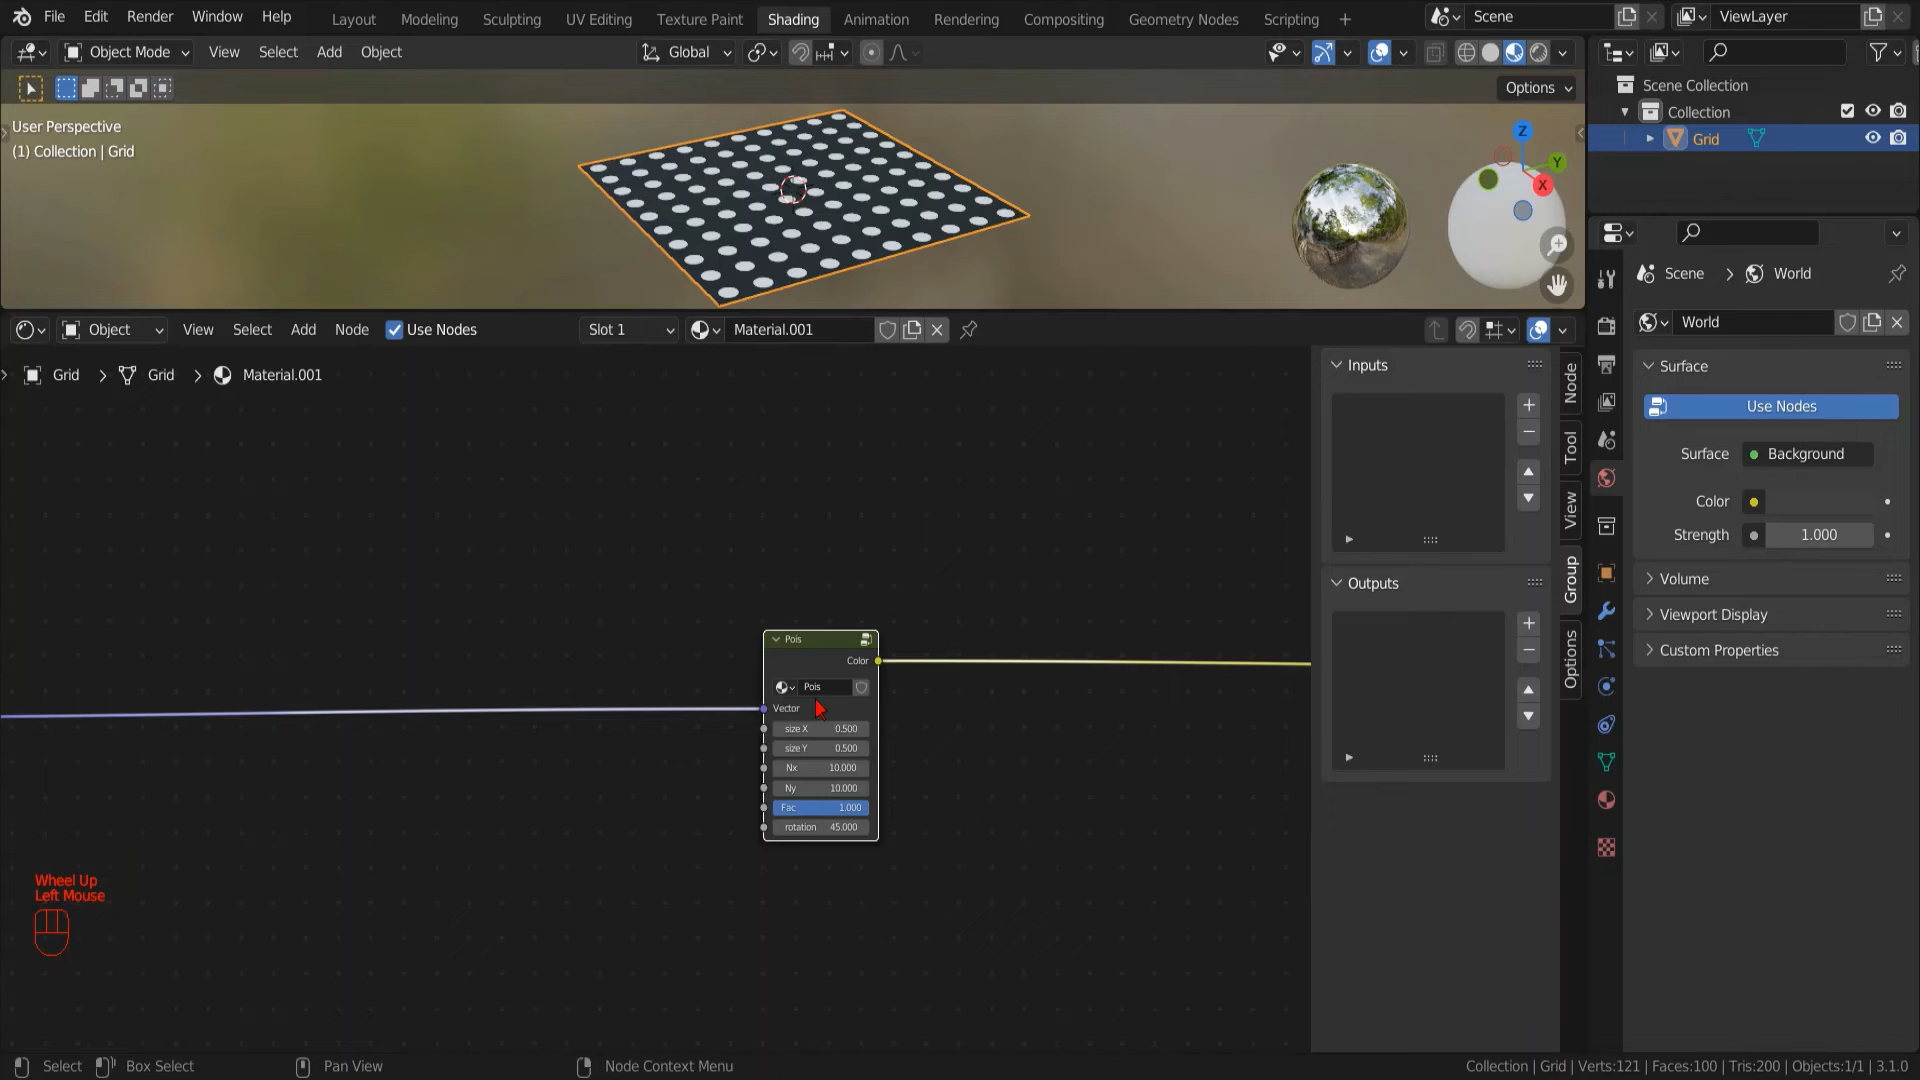 File Edit Render Window Help Layout Modeling Sculpting UV Editing Texture Paint Shading Animation Rendering Compositing Geometry Nodes Scripting + Scene ViewLayer
Object Mode View Select Add Object Global
Options
User Perspective
(1) Collection | Grid
Z
Y
X
Scene Collection
Collection
Grid
Scene > World
World
Surface
Use Nodes
Surface Background
Color
Strength 1.000
Volume
Viewport Display
Custom Properties
Object View Select Add Node Use Nodes Slot 1 Material.001
Grid > Grid > Material.001
Inputs
Outputs
Node
Tool
View
Group
Options
Pois
Color
Pois
Vector
size X 0.500
size Y 0.500
Nx 10.000
Ny 10.000
Fac 1.000
rotation 45.000
Wheel Up
Left Mouse
Select Box Select Pan View Node Context Menu Collection | Grid | Verts:121 | Faces:100 | Tris:200 | Objects:1/1 | 3.1.0